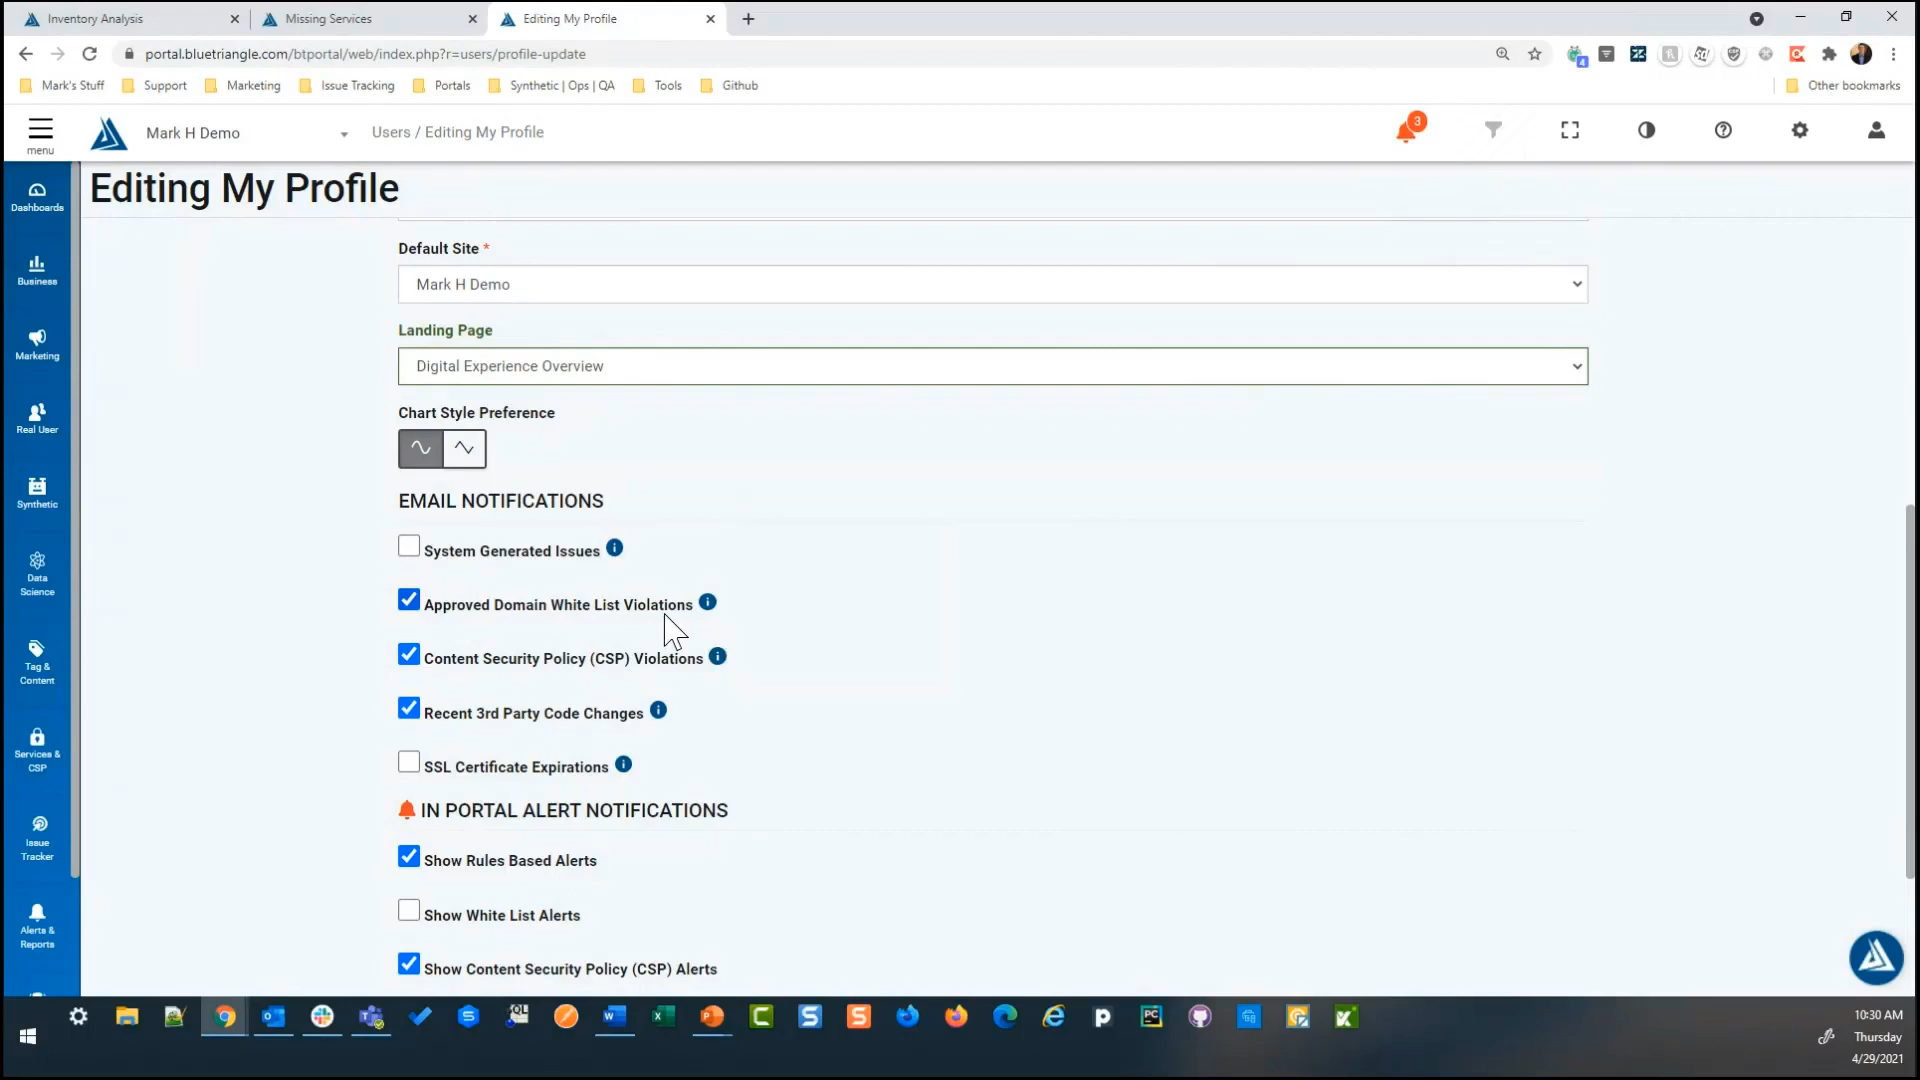 Inventory Analysis
Missing Services
Editing My Profile
portal.bluetriangle.com/btportal/web/index.php?r=users/profile-update
4
Mark's Stuff
Support
Marketing
Issue Tracking
Portals
Synthetic | Ops | QA
Tools
Github
Other bookmarks
menu
Mark H Demo
Users / Editing My Profile
3
Editing My Profile
Dashboards
Business
Marketing
Real User
Synthetic
Data
Science
Tag &
Content
Services &
CSP
Issue
Tracker
Alerts &
Reports
Default Site *
Mark H Demo
Landing Page
Digital Experience Overview
Chart Style Preference
EMAIL NOTIFICATIONS
System Generated Issues
Approved Domain White List Violations
Content Security Policy (CSP) Violations
Recent 3rd Party Code Changes
SSL Certificate Expirations
IN PORTAL ALERT NOTIFICATIONS
Show Rules Based Alerts
Show White List Alerts
Show Content Security Policy (CSP) Alerts
10:30 AM
Thursday
4/29/2021